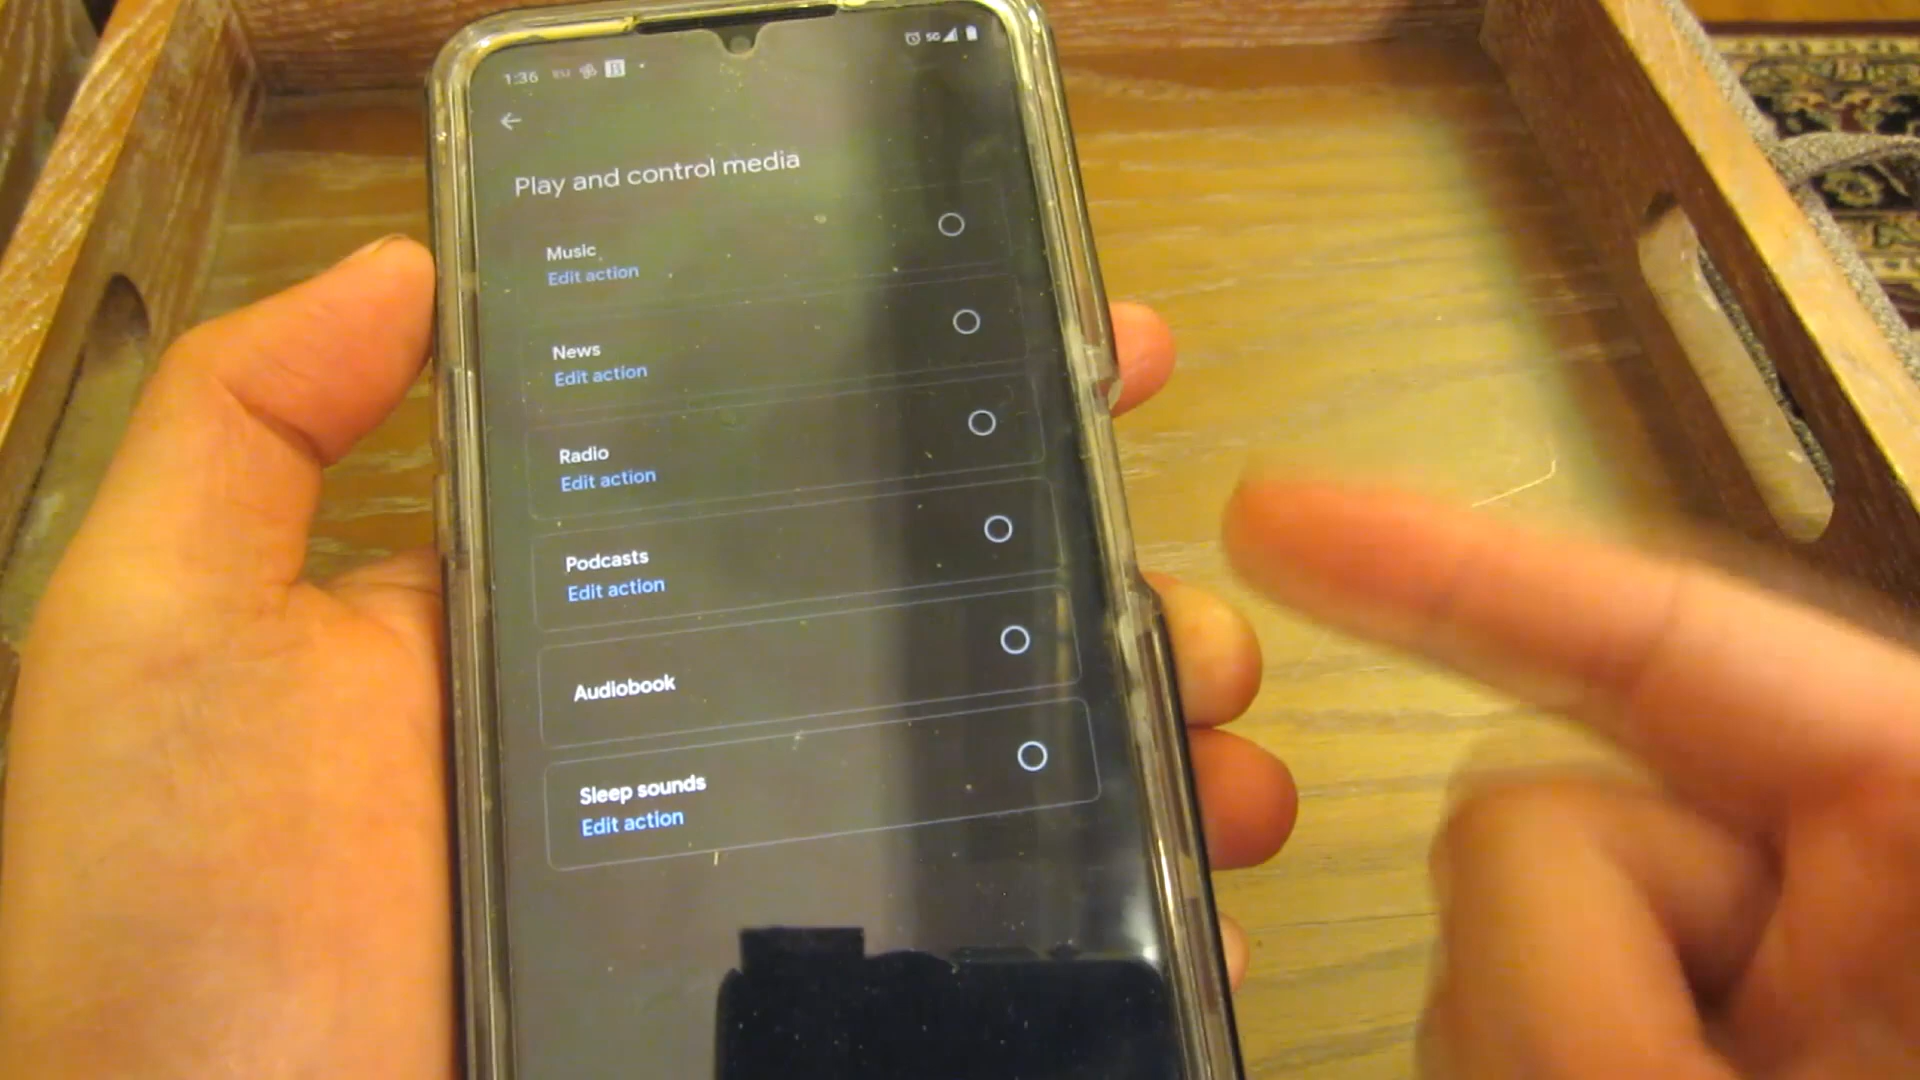 1:36
5G
Play and control media
Music
Edit action
News
Edit action
Radio
Edit action
Podcasts
Edit action
Audiobook
Sleep sounds
Edit action